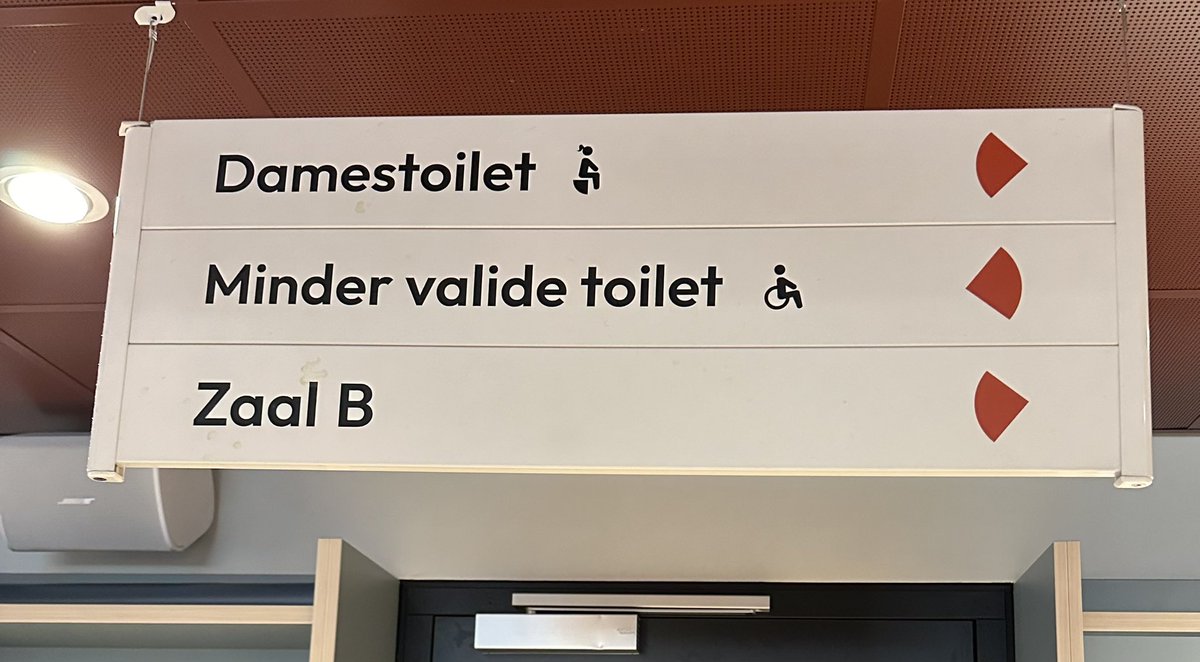 Damestoilet
Minder valide toilet
Zaal B